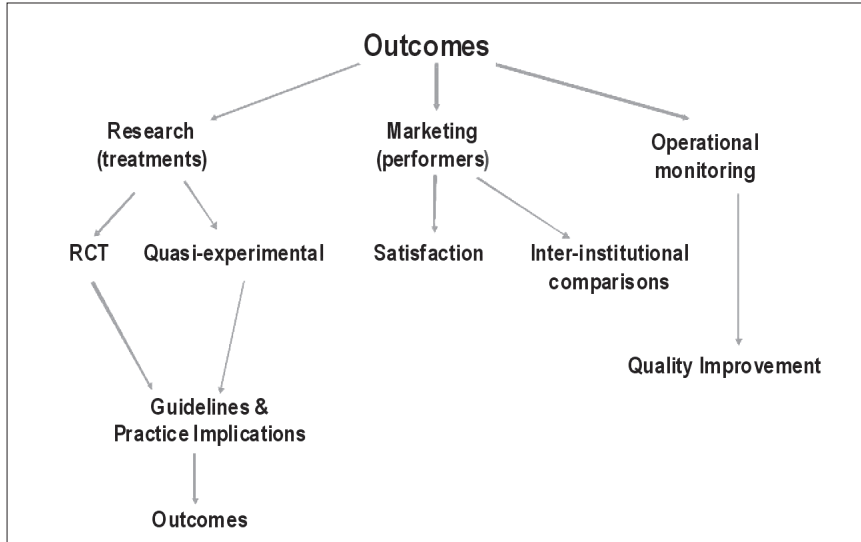 Outcomes
Research
(treatments)
Marketing
(performers)
Operational
monitoring
RCT
Quasi-experimental
Satisfaction
Inter-institutional
comparisons
Quality Improvement
Guidelines &
Practice Implications
Outcomes